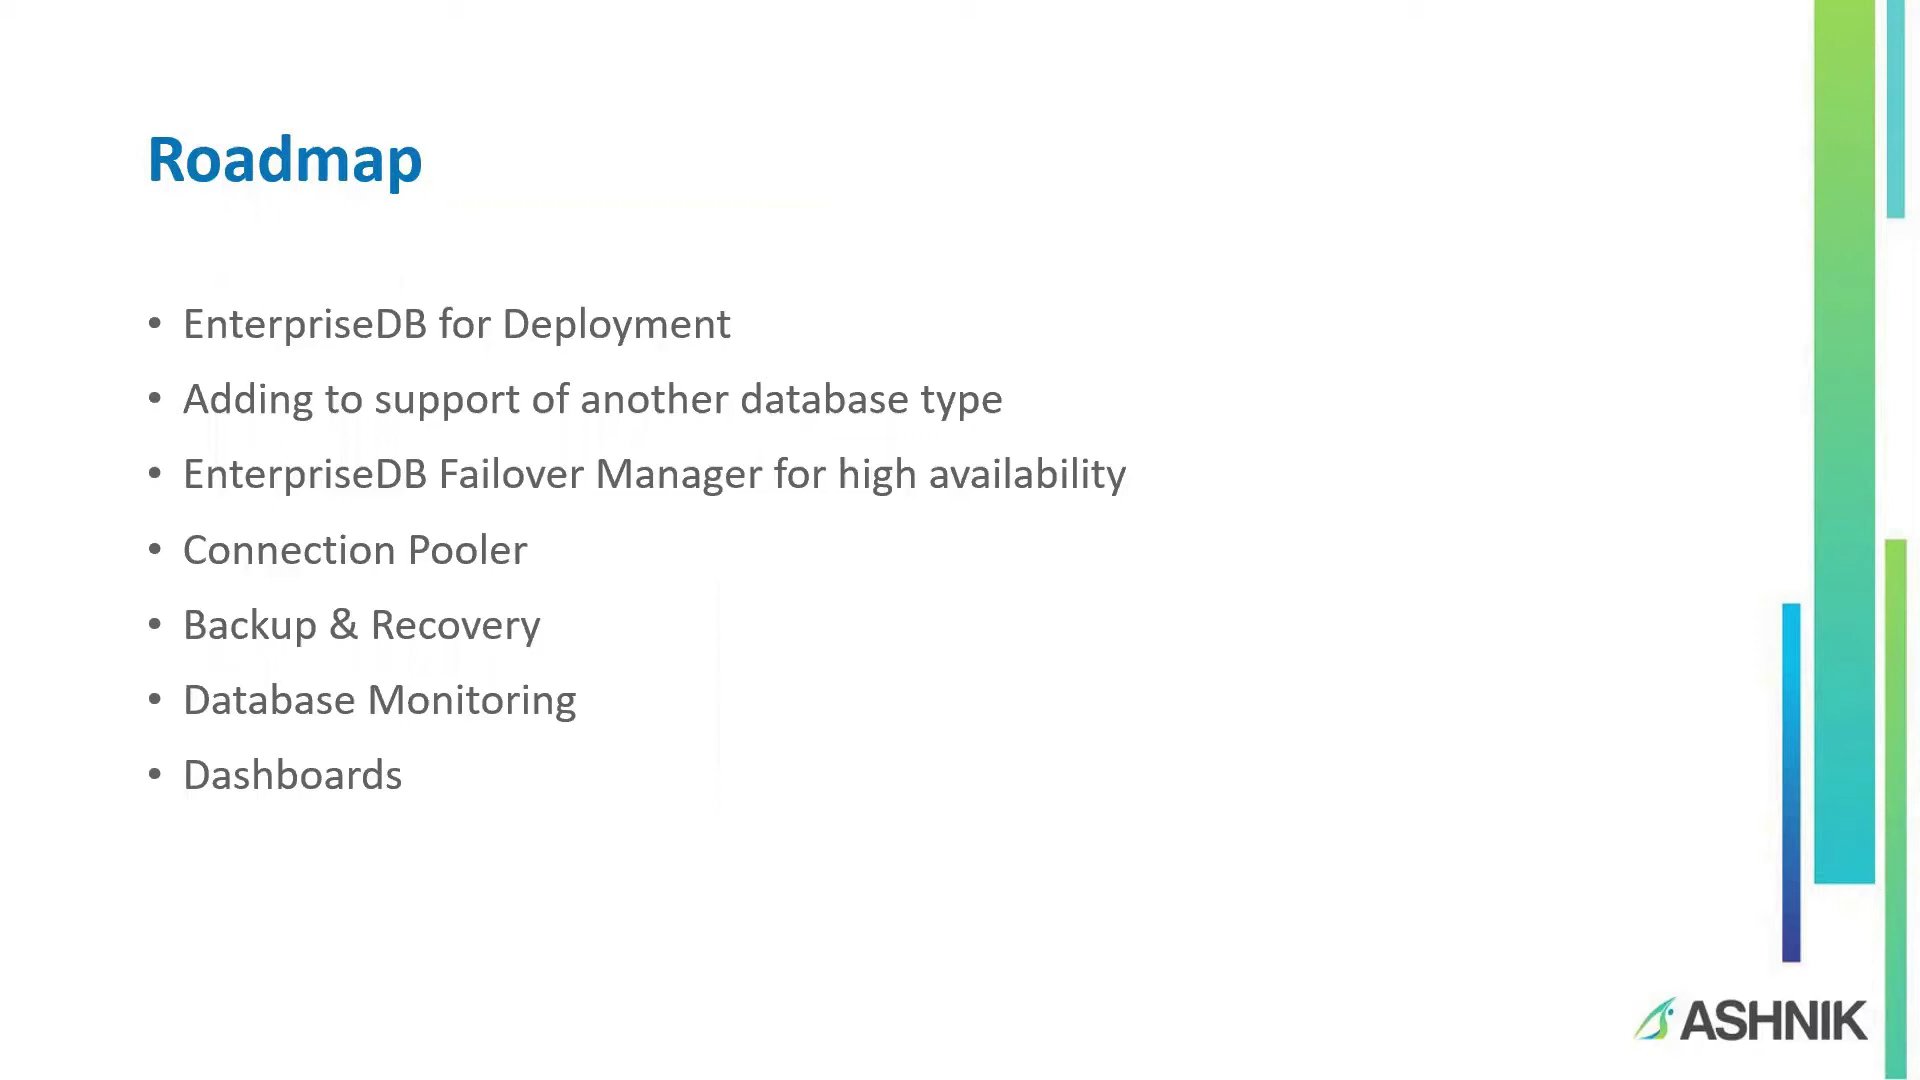 Roadmap
• EnterpriseDB for Deployment
• Adding to support of another database type
• EnterpriseDB Failover Manager for high availability
• Connection Pooler
• Backup & Recovery
• Database Monitoring
• Dashboards
ASHNIK